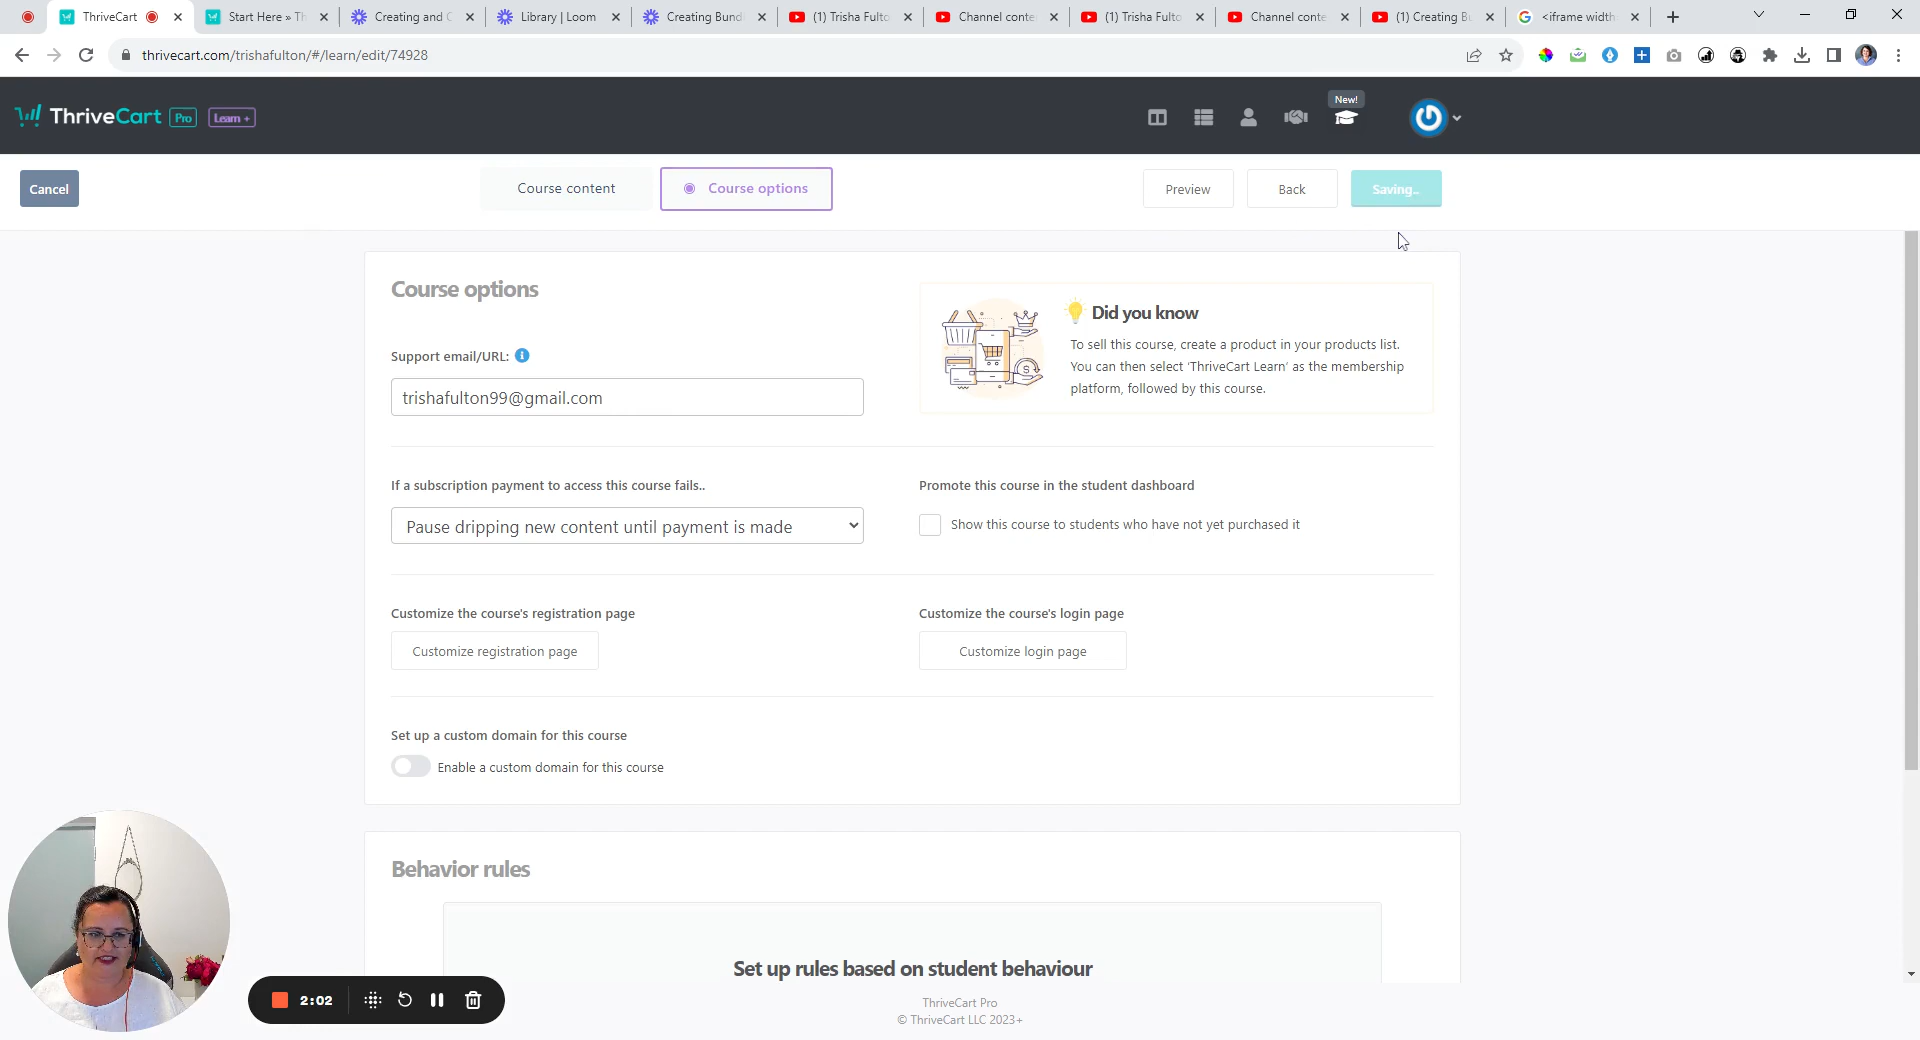 ThriveCart
Start Here » Th
Creating and C
Library | Loom
Creating Bund
(1) Trisha Fulto
Channel conte
(1) Trisha Fulto
Channel conte
(1) Creating Bu
<iframe width
thrivecart.com/trishafulton/#/learn/edit/74928
ThriveCart Pro Learn +
New!
Cancel
Course content
Course options
Preview
Back
Saving..
Course options
Support email/URL:
trishafulton99@gmail.com
Did you know
To sell this course, create a product in your products list.
You can then select ‘ThriveCart Learn’ as the membership
platform, followed by this course.
If a subscription payment to access this course fails..
Pause dripping new content until payment is made
Promote this course in the student dashboard
Show this course to students who have not yet purchased it
Customize the course's registration page
Customize registration page
Customize the course's login page
Customize login page
Set up a custom domain for this course
Enable a custom domain for this course
Behavior rules
Set up rules based on student behaviour
2:02
ThriveCart Pro
© ThriveCart LLC 2023+